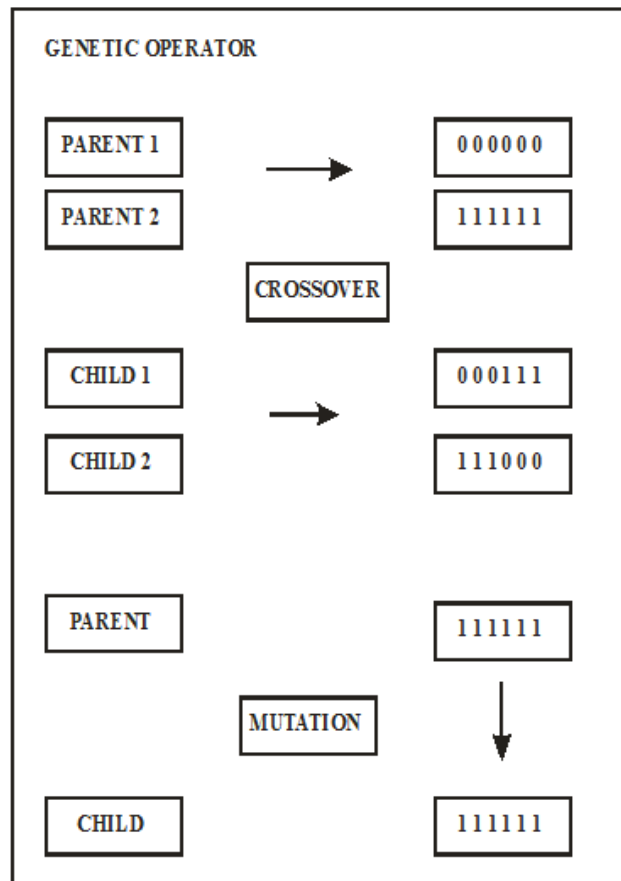 GENETIC OPERATOR
PARENT 1
0 0 0 0 0 0
PARENT 2
1 1 1 1 1 1
CROSSOVER
CHILD 1
0 0 0 1 1 1
CHILD 2
1 1 1 0 0 0
PARENT
1 1 1 1 1 1
MUTATION
CHILD
1 1 1 1 1 1